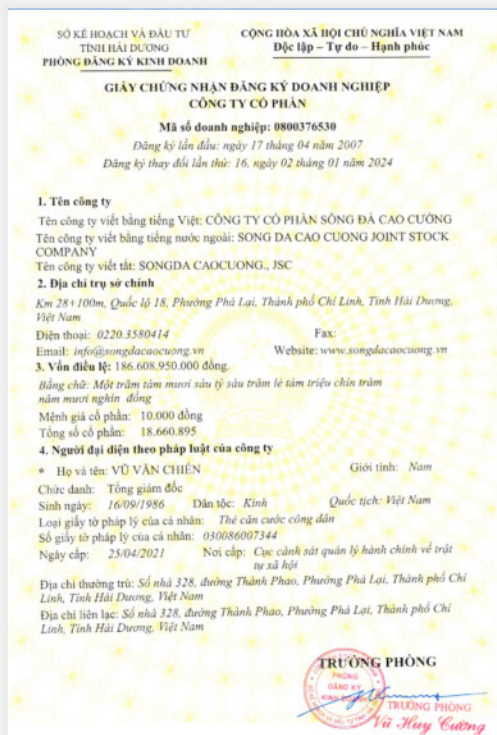 SỞ KẾ HOẠCH VÀ ĐẦU TƯ
TỈNH HẢI DƯƠNG
PHÒNG ĐĂNG KÝ KINH DOANH
CỘNG HÒA XÃ HỘI CHỦ NGHĨA VIỆT NAM
Độc lập – Tự do – Hạnh phúc
GIẤY CHỨNG NHẬN ĐĂNG KÝ DOANH NGHIỆP
CÔNG TY CỔ PHẦN
Mã số doanh nghiệp: 0800376530
Đăng ký lần đầu: ngày 17 tháng 04 năm 2007
Đăng ký thay đổi lần thứ: 16, ngày 02 tháng 01 năm 2024
1. Tên công ty
Tên công ty viết bằng tiếng Việt: CÔNG TY CỔ PHẦN SÔNG ĐÀ CAO CƯỜNG
Tên công ty viết bằng tiếng nước ngoài: SONG DA CAO CUONG JOINT STOCK
COMPANY
Tên công ty viết tắt: SONGDA CAOCUONG., JSC
2. Địa chỉ trụ sở chính
Km 28+100m, Quốc lộ 18, Phường Phả Lại, Thành phố Chí Linh, Tỉnh Hải Dương,
Việt Nam
Điện thoại: 0220.3580414 Fax:
Email: info@songdacaocuong.vn Website: www.songdacaocuong.vn
3. Vốn điều lệ: 186.608.950.000 đồng.
Bằng chữ: Một trăm tám mươi sáu tỷ sáu trăm lẻ tám triệu chín trăm
năm mươi nghìn đồng
Mệnh giá cổ phần: 10.000 đồng
Tổng số cổ phần: 18.660.895
4. Người đại diện theo pháp luật của công ty
* Họ và tên: VŨ VĂN CHIẾN Giới tính: Nam
Chức danh: Tổng giám đốc
Sinh ngày: 16/09/1986 Dân tộc: Kinh Quốc tịch: Việt Nam
Loại giấy tờ pháp lý của cá nhân: Thẻ căn cước công dân
Số giấy tờ pháp lý của cá nhân: 030086007344
Ngày cấp: 25/04/2021 Nơi cấp: Cục cảnh sát quản lý hành chính về trật
tự xã hội
Địa chỉ thường trú: Số nhà 328, đường Thành Phao, Phường Phả Lại, Thành phố Chí
Linh, Tỉnh Hải Dương, Việt Nam
Địa chỉ liên lạc: Số nhà 328, đường Thành Phao, Phường Phả Lại, Thành phố Chí
Linh, Tỉnh Hải Dương, Việt Nam
TRƯỞNG PHÒNG
PHÒNG
ĐĂNG KÝ
KINH DOANH
TRƯỞNG PHÒNG
Vũ Huy Cường